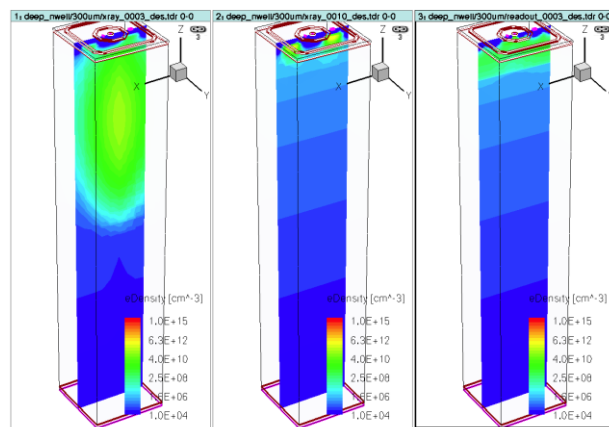 1: deep_nwell/300um/xray_0003_des.tdr 0-0
Z
3
X
Y
eDensity [cm^-3]
1.0E+15
6.3E+12
4.0E+10
2.5E+08
1.6E+06
1.0E+04
2: deep_nwell/300um/xray_0010_des.tdr 0-0
Z
3
X
Y
eDensity [cm^-3]
1.0E+15
6.3E+12
4.0E+10
2.5E+08
1.6E+06
1.0E+04
3: deep_nwell/300um/readout_0003_des.tdr 0-0
Z
3
X
Y
eDensity [cm^-3]
1.0E+15
6.3E+12
4.0E+10
2.5E+08
1.6E+06
1.0E+04